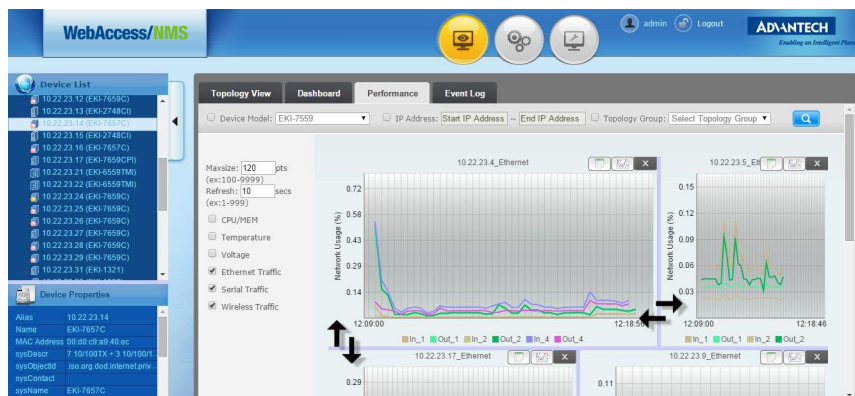 WebAccess/NMS
admin
Logout
ADVANTECH
Enabling an Intelligent Plane
Device List
10.22.23.12 (EKI-7659C)
10.22.23.13 (EKI-2748CI)
10.22.23.14 (EKI-7657C)
10.22.23.15 (EKI-2748CI)
10.22.23.16 (EKI-7657C)
10.22.23.17 (EKI-7659CPI)
10.22.23.21 (EKI-6559TMI)
10.22.23.22 (EKI-6559TMI)
10.22.23.24 (EKI-7659C)
10.22.23.25 (EKI-7659C)
10.22.23.26 (EKI-7659C)
10.22.23.27 (EKI-7659C)
10.22.23.28 (EKI-7659C)
10.22.23.29 (EKI-7659C)
10.22.23.31 (EKI-1321)
Device Properties
Alias 10.22.23.14
Name EKI-7657C
MAC Address 00:d0:c9:a9:40:ec
sysDescr 7 10/100TX + 3 10/100/1
sysObjectId .iso.org.dod.internet.priv
sysContact
sysName EKI-7657C
Topology View Dashboard Performance Event Log
Device Model: EKI-7559 IP Address: Start IP Address ~ End IP Address Topology Group: Select Topology Group
Maxsize: 120 pts
(ex:100-9999)
Refresh: 10 secs
(ex:1-999)
CPU/MEM
Temperature
Voltage
Ethernet Traffic
Serial Traffic
Wireless Traffic
10.22.23.4_Ethernet
X
Network Usage (%)
0.72
0.58
0.43
0.29
0.14
12:09:00 12:18:56
In_1 Out_1 In_2 Out_2 In_4 Out_4
10.22.23.5_Et
X
Network Usage (%)
0.15
0.12
0.09
0.06
0.03
12:09:00 12:18:46
In_1 Out_1 In_2 Out_2
10.22.23.17_Ethernet
X
0.29
10.22.23.9_Ethernet
X
0.11